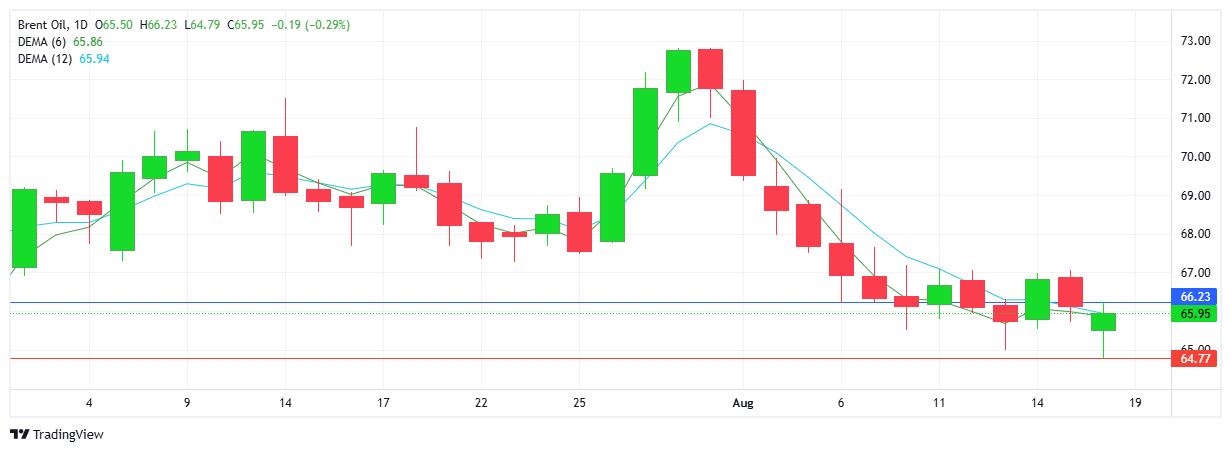 Brent Oil, 1D O65.50 H66.23 L64.79 C65.95 −0.19 (−0.29%)
DEMA (6) 65.86
DEMA (12) 65.94
73.00
72.00
71.00
70.00
69.00
68.00
67.00
66.23
65.95
65.00
64.77
4 9 14 17 22 25 Aug 6 11 14 19
TradingView